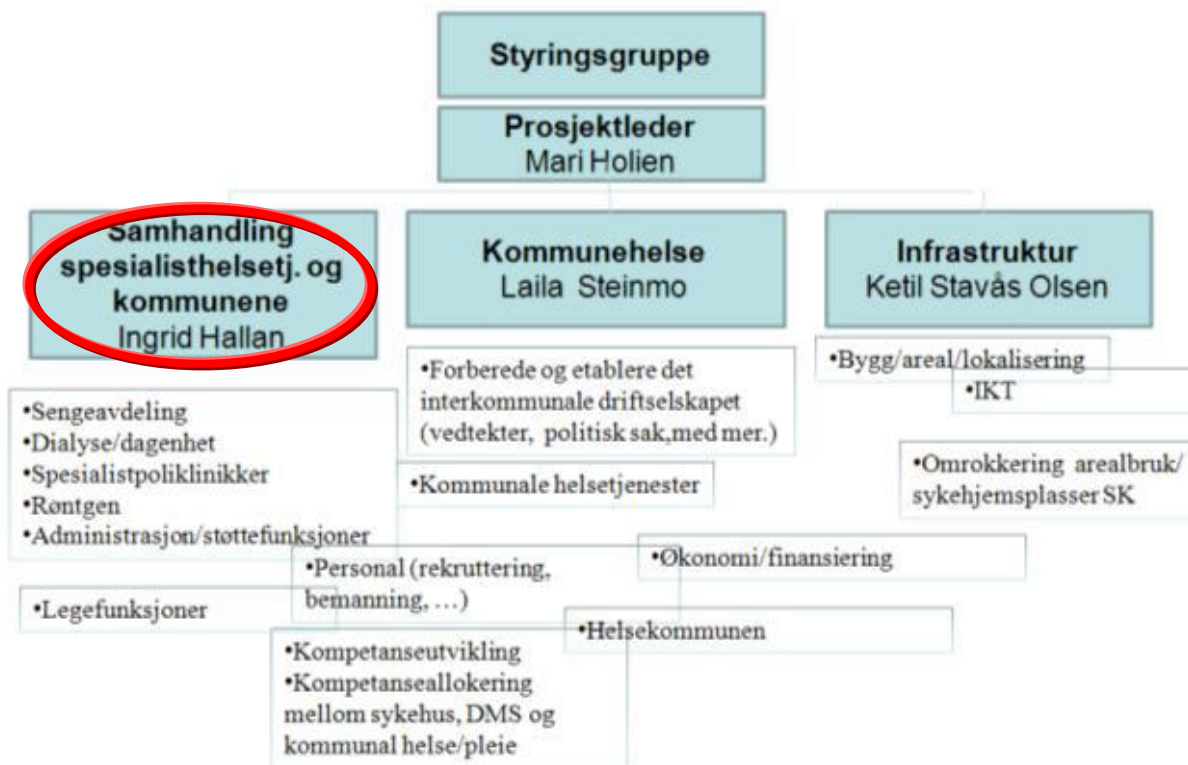 Styringsgruppe
Prosjektleder
Mari Holien
Samhandling
spesialisthelsetj. og
kommunene
Ingrid Hallan
Kommunehelse
Laila Steinmo
Infrastruktur
Ketil Stavås Olsen
•Sengeavdeling
•Dialyse/dagenhet
•Spesialistpoliklinikker
•Røntgen
•Administrasjon/støttefunksjoner
•Legefunksjoner
•Forberede og etablere det
interkommunale driftselskapet
(vedtekter, politisk sak,med mer.)
•Kommunale helsetjenester
•Personal (rekruttering,
bemanning, …)
•Kompetanseutvikling
•Kompetanseallokering
mellom sykehus, DMS og
kommunal helse/pleie
•Bygg/areal/lokalisering
•IKT
•Omrokkering arealbruk/
sykehjemsplasser SK
•Økonomi/finansiering
•Helsekommunen